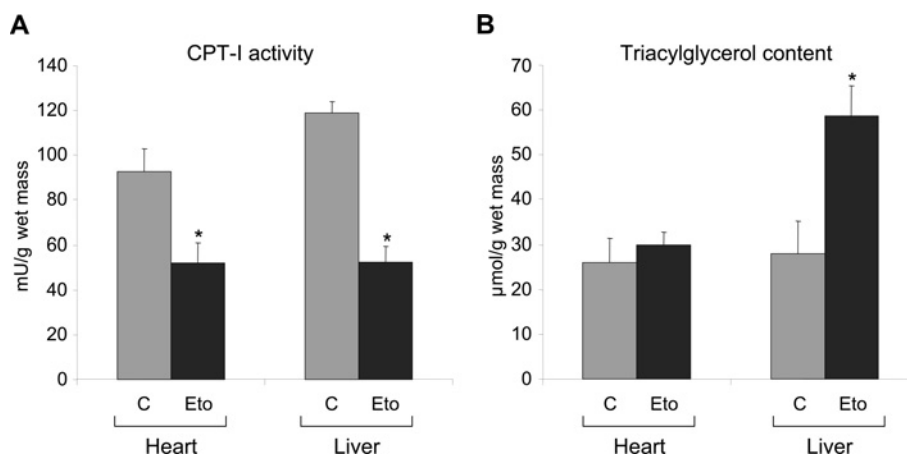 A
CPT-I activity
mU/g wet mass
140
120
100
80
60
40
20
0
*
*
C Eto C Eto
Heart Liver
B
Triacylglycerol content
µmol/g wet mass
70
60
50
40
30
20
10
0
*
C Eto C Eto
Heart Liver